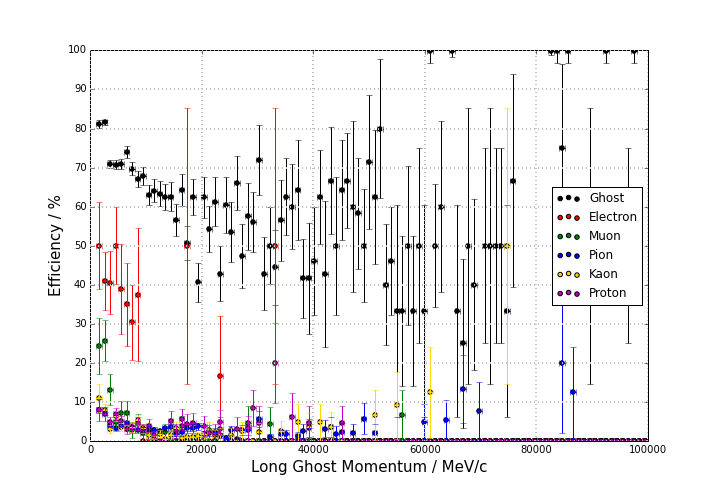 100
90
80
70
60
50
40
30
20
10
0
Efficiency / %
Ghost
Electron
Muon
Pion
Kaon
Proton
0
20000
40000
60000
80000
100000
Long Ghost Momentum / MeV/c